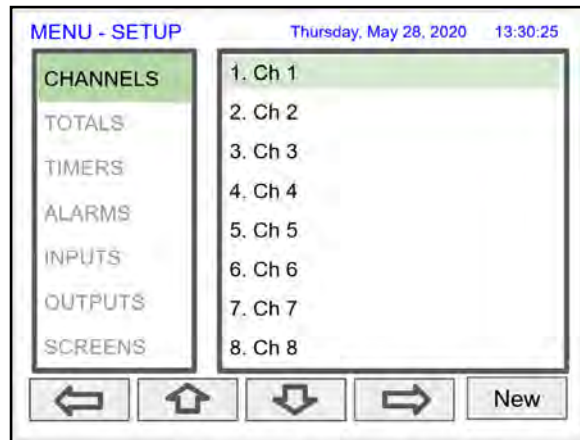 MENU - SETUP
Thursday, May 28, 2020 13:30:25
CHANNELS
TOTALS
TIMERS
ALARMS
INPUTS
OUTPUTS
SCREENS
1. Ch 1
2. Ch 2
3. Ch 3
4. Ch 4
5. Ch 5
6. Ch 6
7. Ch 7
8. Ch 8
New